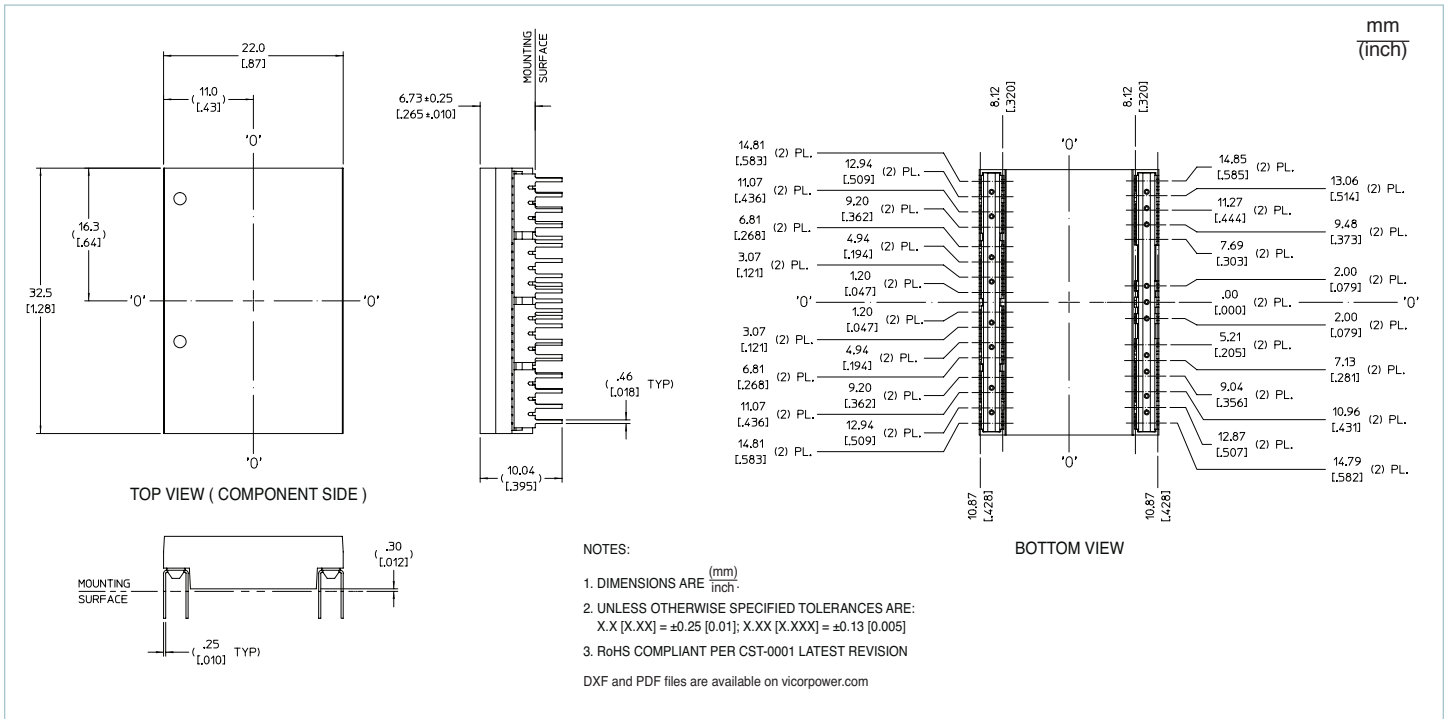 mm
(inch)
22.0
[.87]
( 11.0 )
[.43]
'0'
( 16.3 )
[.64]
32.5
[1.28]
'0'
'0'
'0'
TOP VIEW ( COMPONENT SIDE )
MOUNTING
SURFACE
6.73±0.25
[.265±.010]
( .46 TYP)
[.018]
( 10.04 )
[.395]
8.12
[.320]
8.12
[.320]
'0'
14.81
[.583] (2) PL.
12.94
[.509] (2) PL.
11.07
[.436] (2) PL.
9.20
[.362] (2) PL.
6.81
[.268] (2) PL.
4.94
[.194] (2) PL.
3.07
[.121] (2) PL.
1.20
[.047] (2) PL.
'0'
1.20
[.047] (2) PL.
3.07
[.121] (2) PL.
4.94
[.194] (2) PL.
6.81
[.268] (2) PL.
9.20
[.362] (2) PL.
11.07
[.436] (2) PL.
12.94
[.509] (2) PL.
14.81
[.583] (2) PL.
14.85
[.585] (2) PL.
13.06
[.514] (2) PL.
11.27
[.444] (2) PL.
9.48
[.373] (2) PL.
7.69
[.303] (2) PL.
2.00
[.079] (2) PL.
.00
[.000] (2) PL.
'0'
2.00
[.079] (2) PL.
5.21
[.205] (2) PL.
7.13
[.281] (2) PL.
9.04
[.356] (2) PL.
10.96
[.431] (2) PL.
12.87
[.507] (2) PL.
14.79
[.582] (2) PL.
'0'
10.87
[.428]
10.87
[.428]
BOTTOM VIEW
MOUNTING
SURFACE
( .30 )
[.012]
( .25 TYP)
[.010]
NOTES:
1. DIMENSIONS ARE (mm)
inch.
2. UNLESS OTHERWISE SPECIFIED TOLERANCES ARE:
X.X [X.XX] = ±0.25 [0.01]; X.XX [X.XXX] = ±0.13 [0.005]
3. RoHS COMPLIANT PER CST-0001 LATEST REVISION
DXF and PDF files are available on vicorpower.com